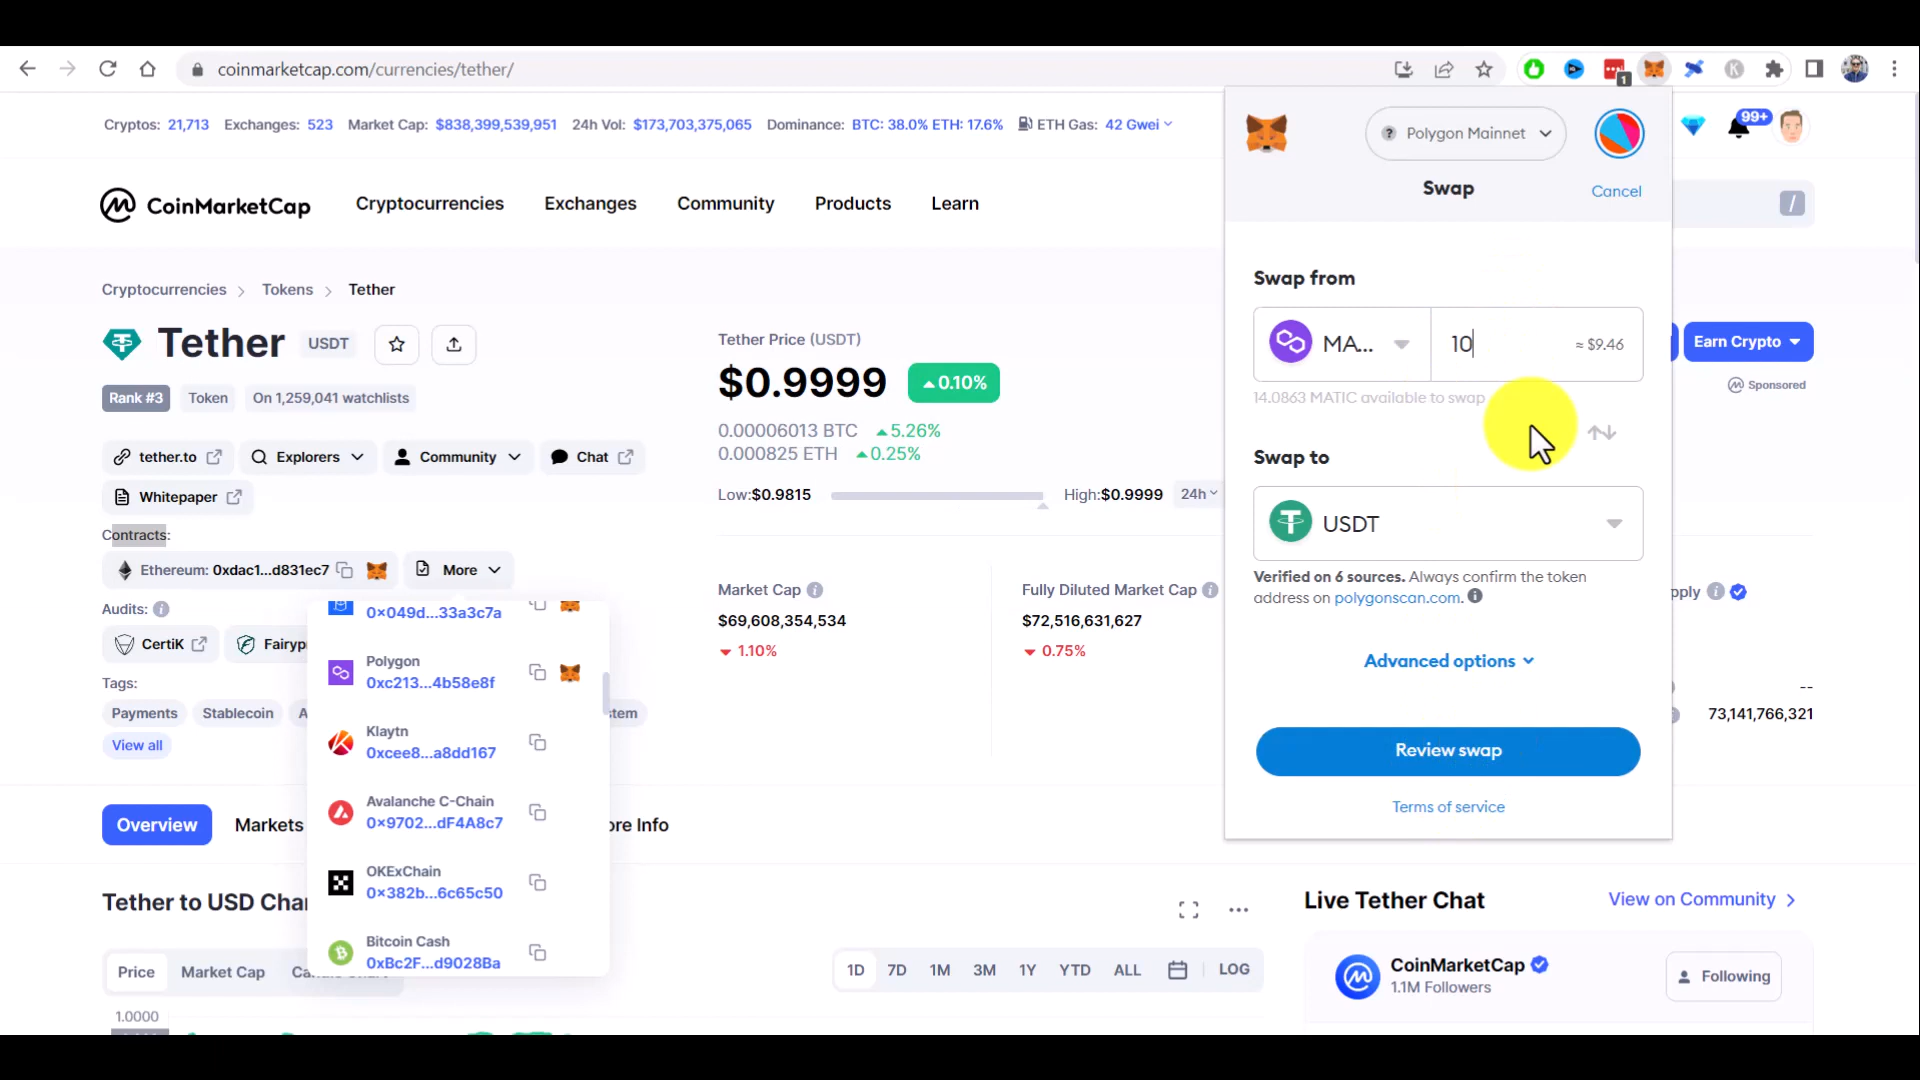 coinmarketcap.com/currencies/tether/
1
Cryptos: 21,713 Exchanges: 523 Market Cap: $838,399,539,951 24h Vol: $173,703,375,065 Dominance: BTC: 38.0% ETH: 17.6% ETH Gas: 42 Gwei
99+
CoinMarketCap Cryptocurrencies Exchanges Community Products Learn
/
Cryptocurrencies > Tokens > Tether
Tether USDT
Rank #3 Token On 1,259,041 watchlists
tether.to Explorers Community Chat
Whitepaper
Contracts:
Ethereum: 0xdac1...d831ec7 More
Audits:
CertiK
Tags:
Payments Stablecoin
View all
0x049d...33a3c7a
Polygon
0xc213...4b58e8f
Klaytn
0xcee8...a8dd167
Avalanche C-Chain
0x9702...dF4A8c7
OKExChain
0x382b...6c65c50
Bitcoin Cash
0xBc2F...d9028Ba
Tether Price (USDT)
$0.9999 0.10%
0.00006013 BTC 5.26%
0.000825 ETH 0.25%
Low:$0.9815 High:$0.9999 24h
Market Cap
$69,608,354,534
1.10%
Fully Diluted Market Cap
$72,516,631,627
0.75%
Polygon Mainnet
Swap Cancel
Swap from
MA... 10 ≈ $9.46
14.0863 MATIC available to swap
Swap to
USDT
Verified on 6 sources. Always confirm the token
address on polygonscan.com.
Advanced options
Review swap
Terms of service
Earn Crypto
Sponsored
--
73,141,766,321
Overview Markets
Info
Tether to USD
Price Market Cap
1D 7D 1M 3M 1Y YTD ALL LOG
1.0000
Live Tether Chat View on Community >
CoinMarketCap
1.1M Followers
Following